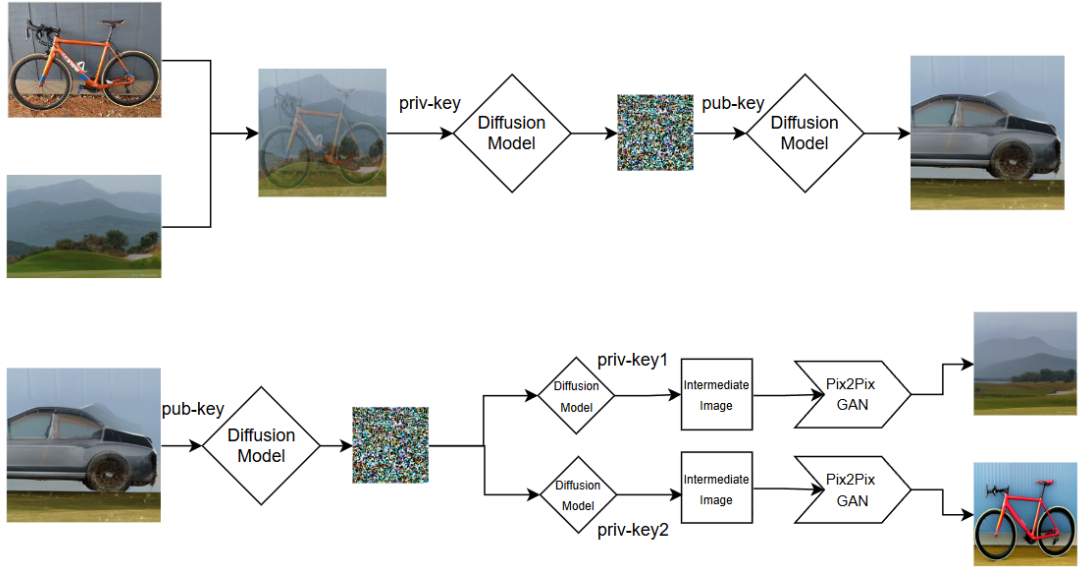 priv-key
Diffusion
Model
pub-key
Diffusion
Model
pub-key
Diffusion
Model
priv-key1
Diffusion
Model
Intermediate
Image
Pix2Pix
GAN
Diffusion
Model
priv-key2
Intermediate
Image
Pix2Pix
GAN